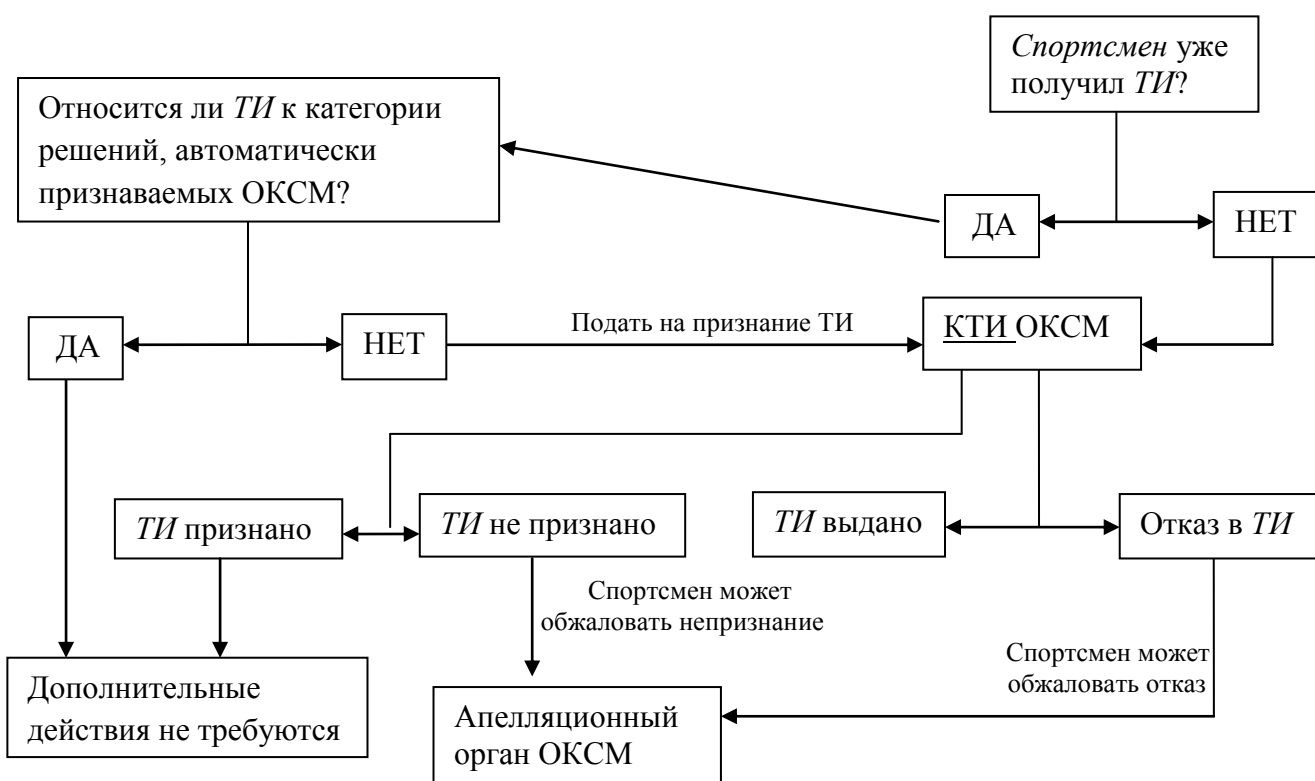 Спортсмен уже
получил ТИ?
Относится ли ТИ к категории
решений, автоматически
признаваемых ОКСМ?
ДА
НЕТ
ДА
НЕТ
Подать на признание ТИ
КТИ ОКСМ
ТИ признано
ТИ не признано
ТИ выдано
Отказ в ТИ
Спортсмен может
обжаловать непризнание
Спортсмен может
обжаловать отказ
Дополнительные
действия не требуются
Апелляционный
орган ОКСМ